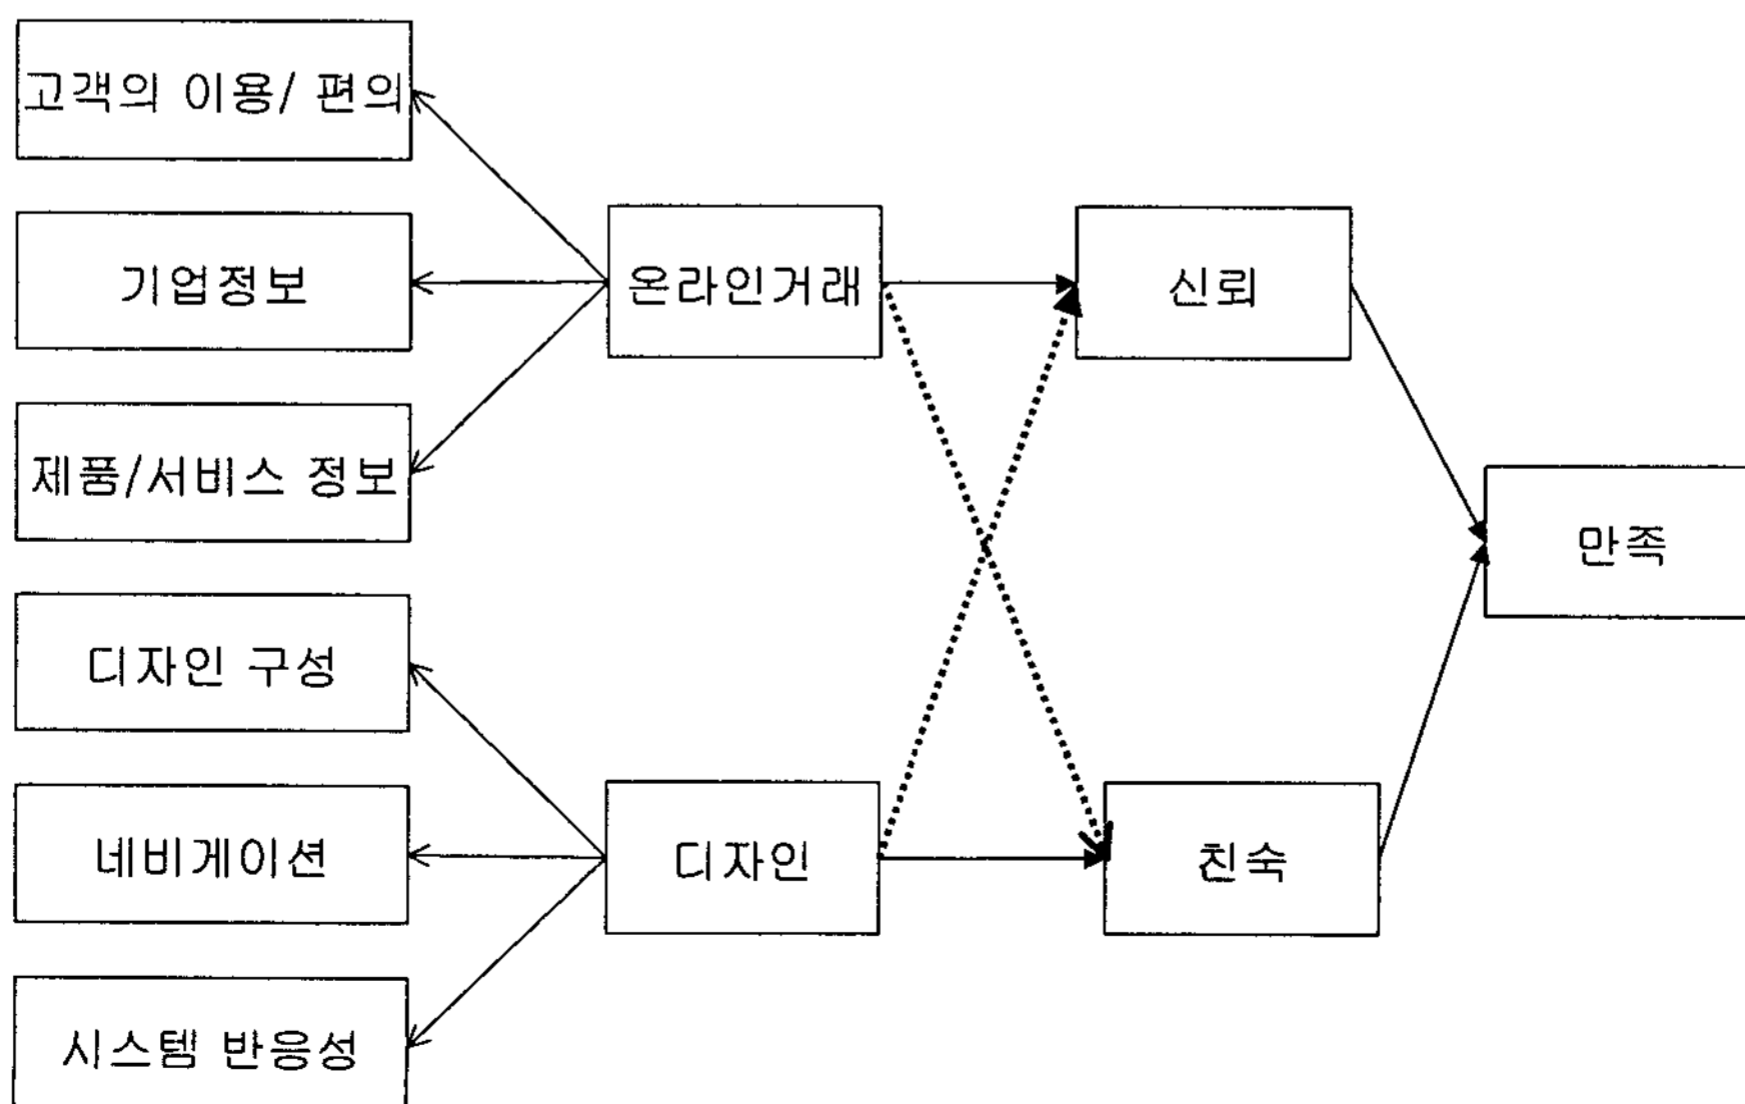 고객의 이용/ 편의
기업정보
제품/서비스 정보
디자인 구성
네비게이션
시스템 반응성
온라인거래
디자인
신뢰
친숙
만족